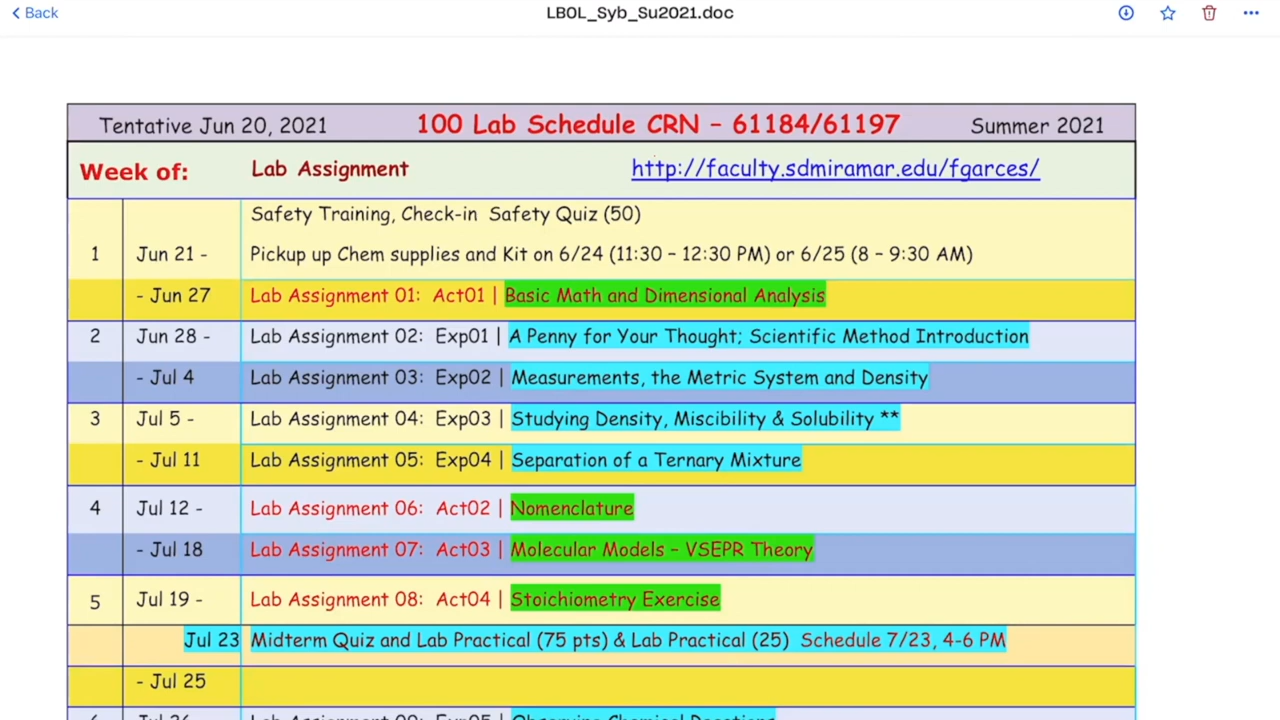 Back
LB0L_Syb_Su2021.doc
Tentative Jun 20, 2021 100 Lab Schedule CRN – 61184/61197 Summer 2021
Week of: Lab Assignment http://faculty.sdmiramar.edu/fgarces/
Safety Training, Check-in Safety Quiz (50)
1 Jun 21 - Pickup up Chem supplies and Kit on 6/24 (11:30 – 12:30 PM) or 6/25 (8 – 9:30 AM)
- Jun 27 Lab Assignment 01: Act01 | Basic Math and Dimensional Analysis
2 Jun 28 - Lab Assignment 02: Exp01 | A Penny for Your Thought; Scientific Method Introduction
- Jul 4 Lab Assignment 03: Exp02 | Measurements, the Metric System and Density
3 Jul 5 - Lab Assignment 04: Exp03 | Studying Density, Miscibility & Solubility **
- Jul 11 Lab Assignment 05: Exp04 | Separation of a Ternary Mixture
4 Jul 12 - Lab Assignment 06: Act02 | Nomenclature
- Jul 18 Lab Assignment 07: Act03 | Molecular Models – VSEPR Theory
5 Jul 19 - Lab Assignment 08: Act04 | Stoichiometry Exercise
Jul 23 Midterm Quiz and Lab Practical (75 pts) & Lab Practical (25) Schedule 7/23, 4-6 PM
- Jul 25
Lab Assignment 09: Exp05 | Observing Chemical